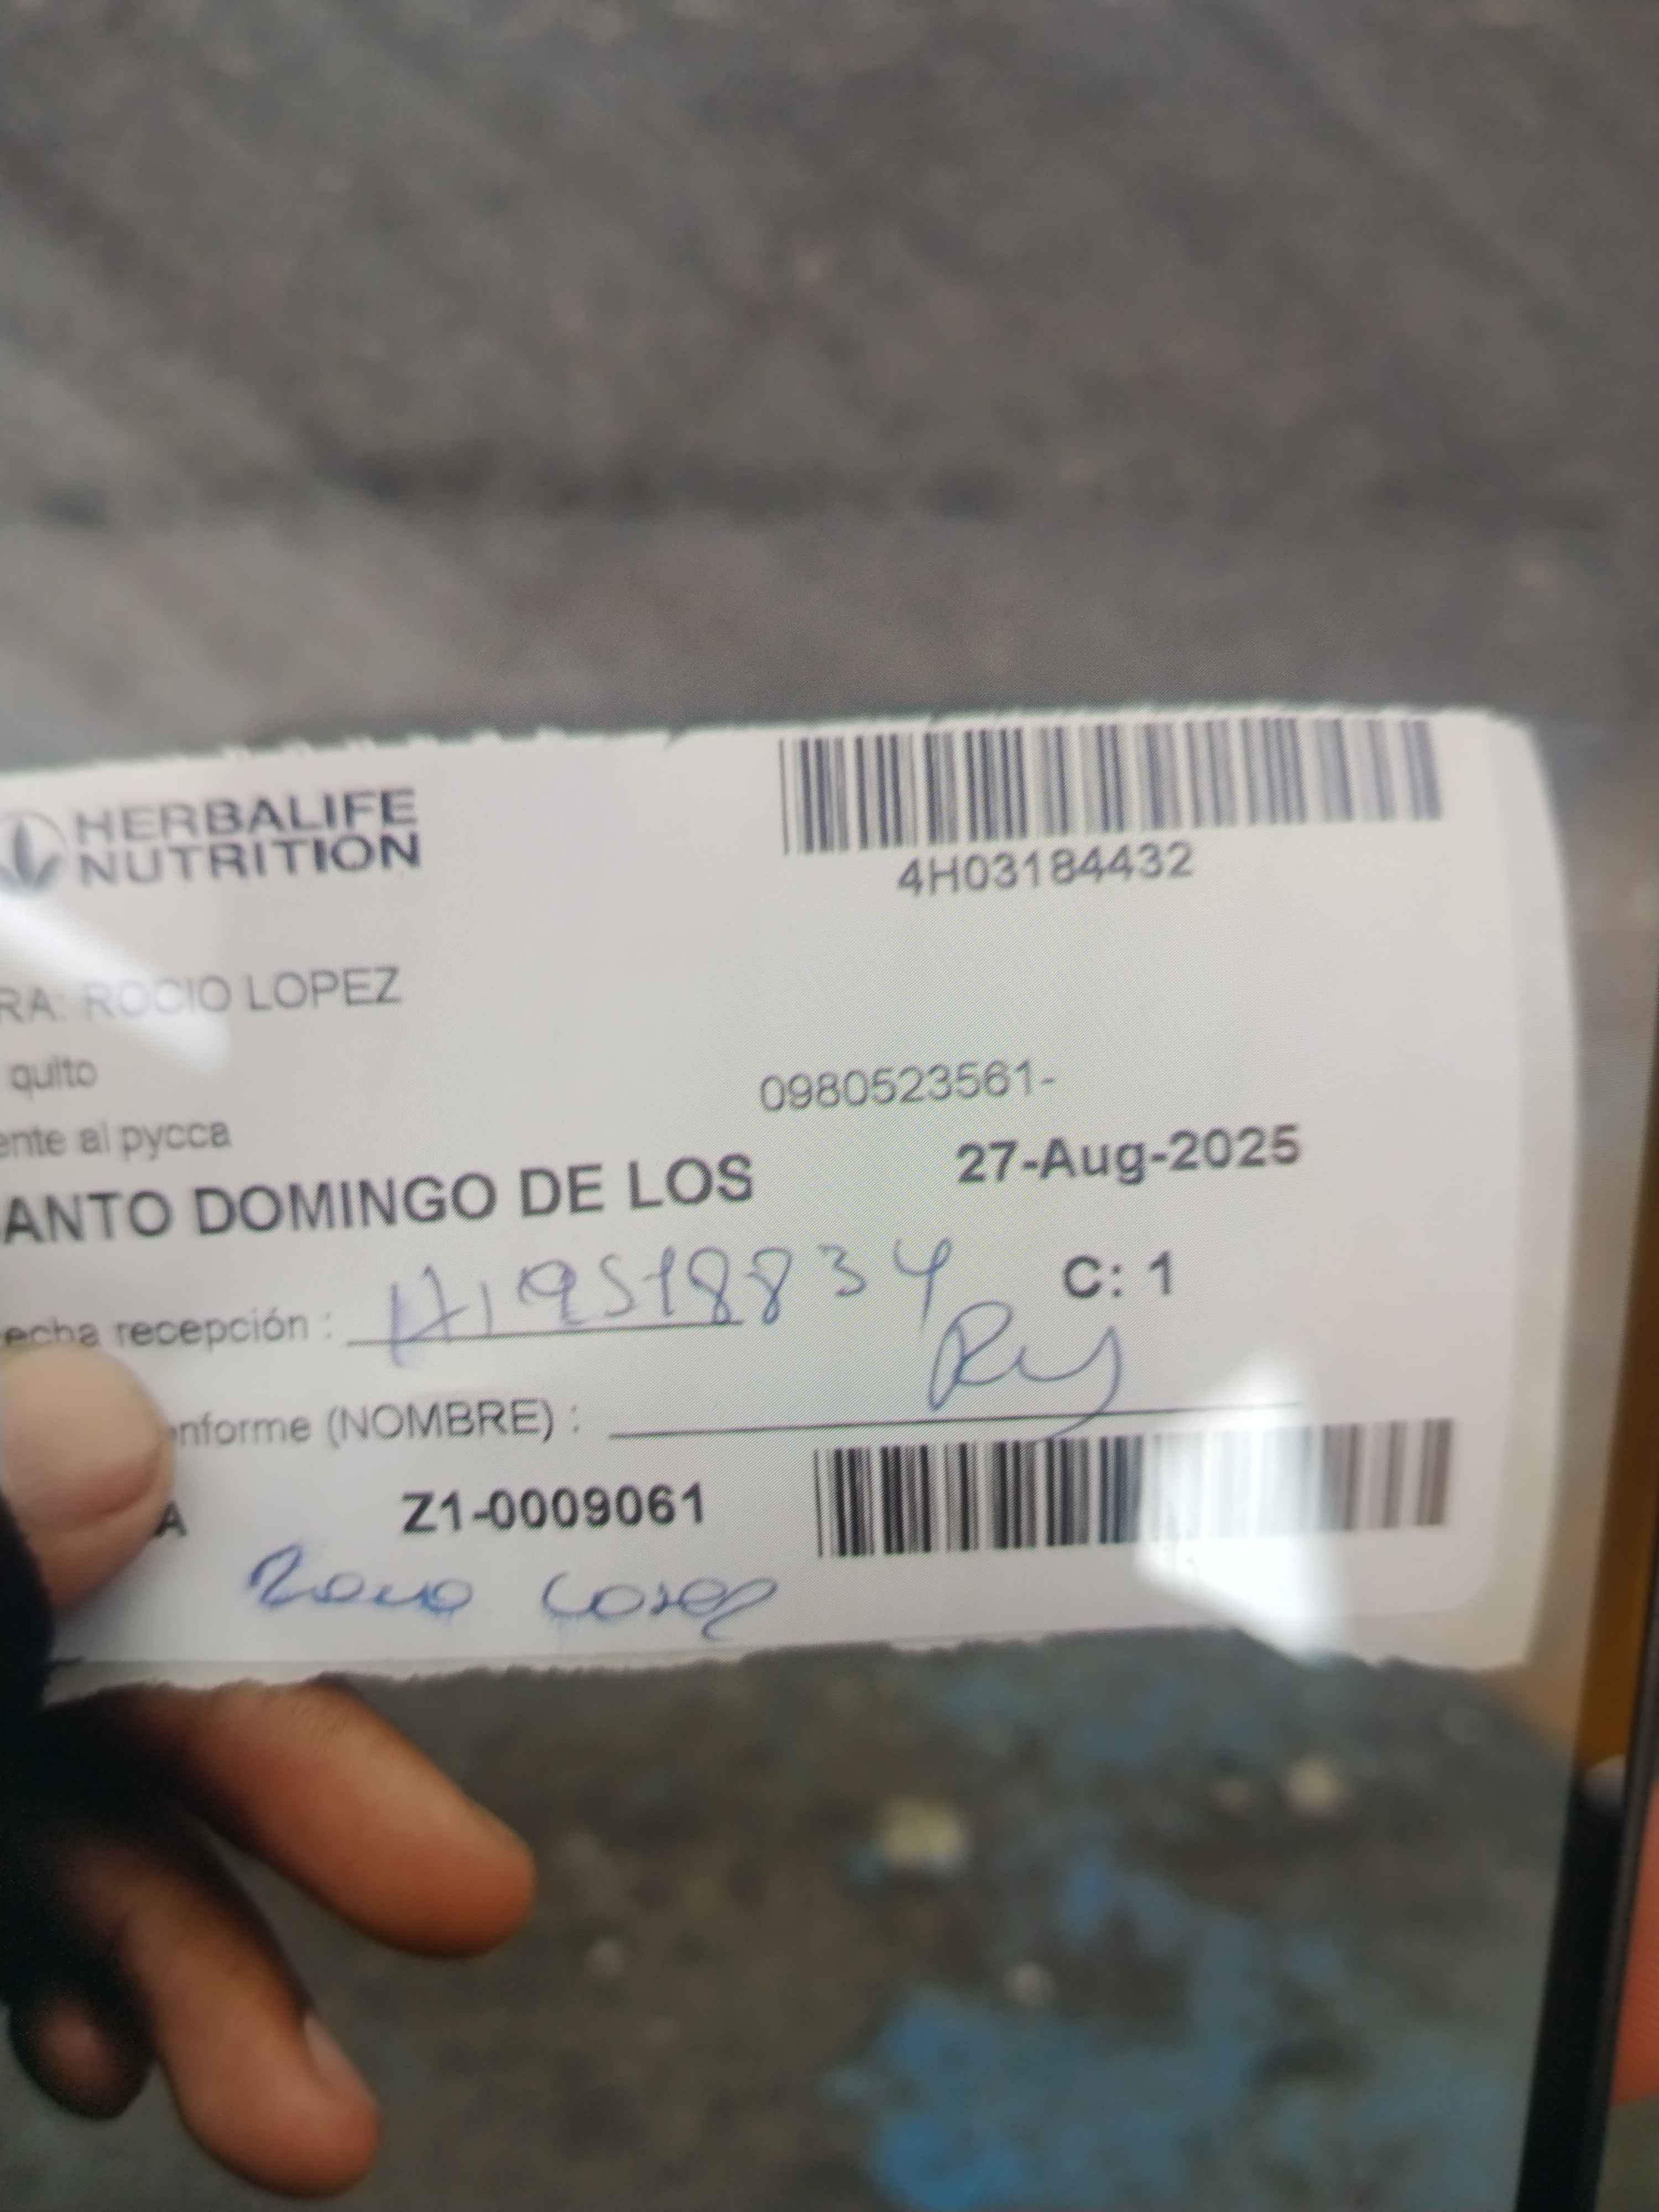 HERBALIFE
NUTRITION
4H03184432
RA: ROCIO LOPEZ
quito
0980523561-
ente al pycca
ANTO DOMINGO DE LOS
27-Aug-2025
echa recepción :
C: 1
nforme (NOMBRE) :
A Z1-0009061